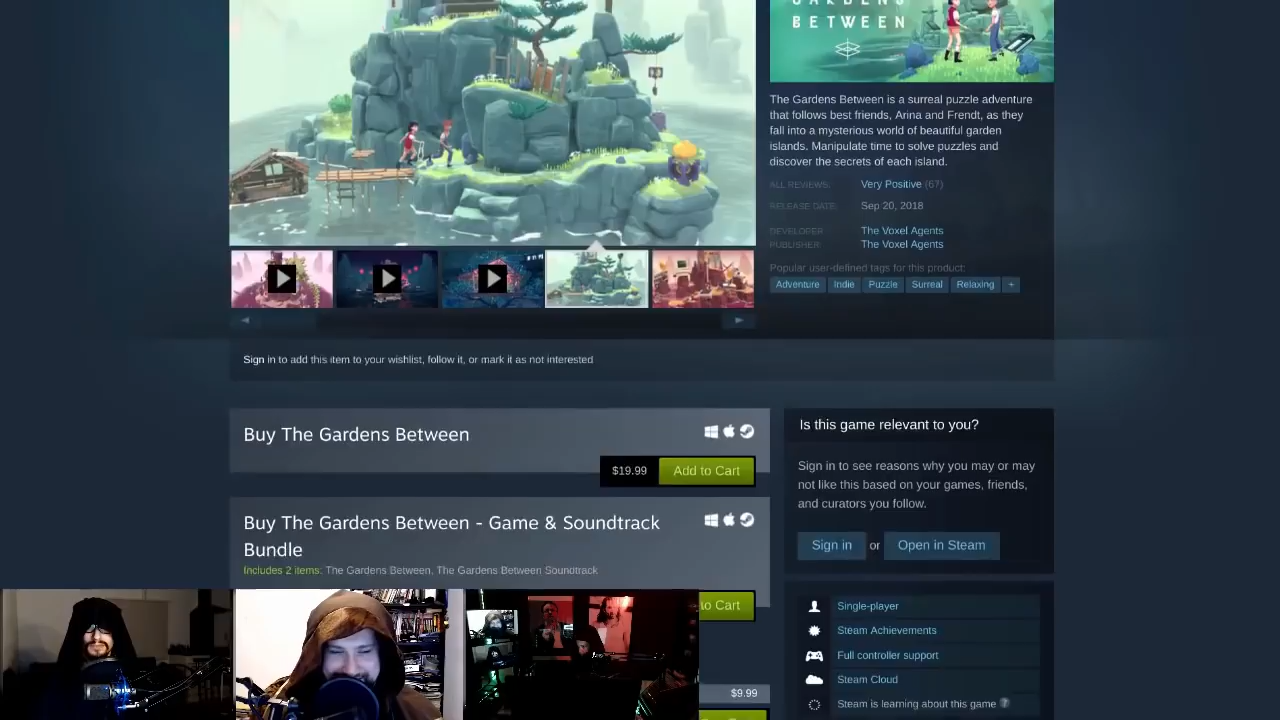 BETWEEN
The Gardens Between is a surreal puzzle adventure
that follows best friends, Arina and Frendt, as they
fall into a mysterious world of beautiful garden
islands. Manipulate time to solve puzzles and
discover the secrets of each island.
ALL REVIEWS: Very Positive (67)
RELEASE DATE: Sep 20, 2018
DEVELOPER: The Voxel Agents
PUBLISHER: The Voxel Agents
Popular user-defined tags for this product:
Adventure Indie Puzzle Surreal Relaxing +
Sign in to add this item to your wishlist, follow it, or mark it as not interested
Buy The Gardens Between
$19.99 Add to Cart
Buy The Gardens Between - Game & Soundtrack
Bundle
Includes 2 items: The Gardens Between, The Gardens Between Soundtrack
to Cart
$9.99
Is this game relevant to you?
Sign in to see reasons why you may or may
not like this based on your games, friends,
and curators you follow.
Sign in or Open in Steam
Single-player
Steam Achievements
Full controller support
Steam Cloud
Steam is learning about this game ?